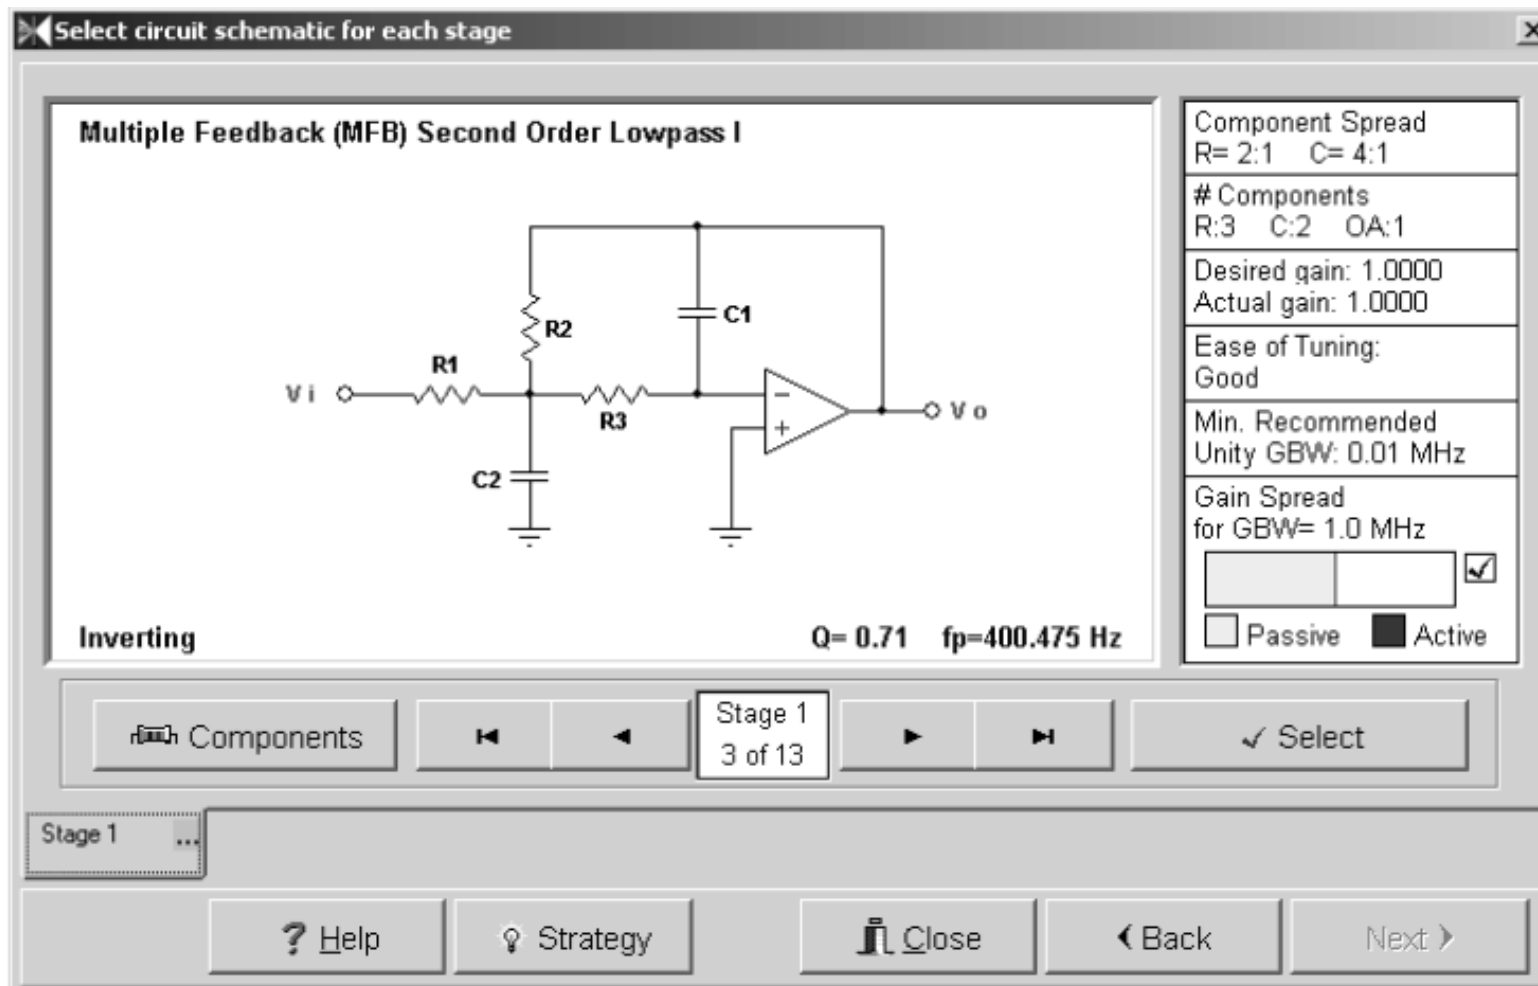 Select circuit schematic for each stage
Multiple Feedback (MFB) Second Order Lowpass I
R2
C1
R1
Vi
R3
-
+
Vo
C2
Inverting
Q= 0.71 fp=400.475 Hz
Component Spread
R= 2:1 C= 4:1
# Components
R:3 C:2 OA:1
Desired gain: 1.0000
Actual gain: 1.0000
Ease of Tuning:
Good
Min. Recommended
Unity GBW: 0.01 MHz
Gain Spread
for GBW= 1.0 MHz
Passive Active
Components
Stage 1
3 of 13
Select
Stage 1 ...
? Help
Strategy
Close
Back
Next